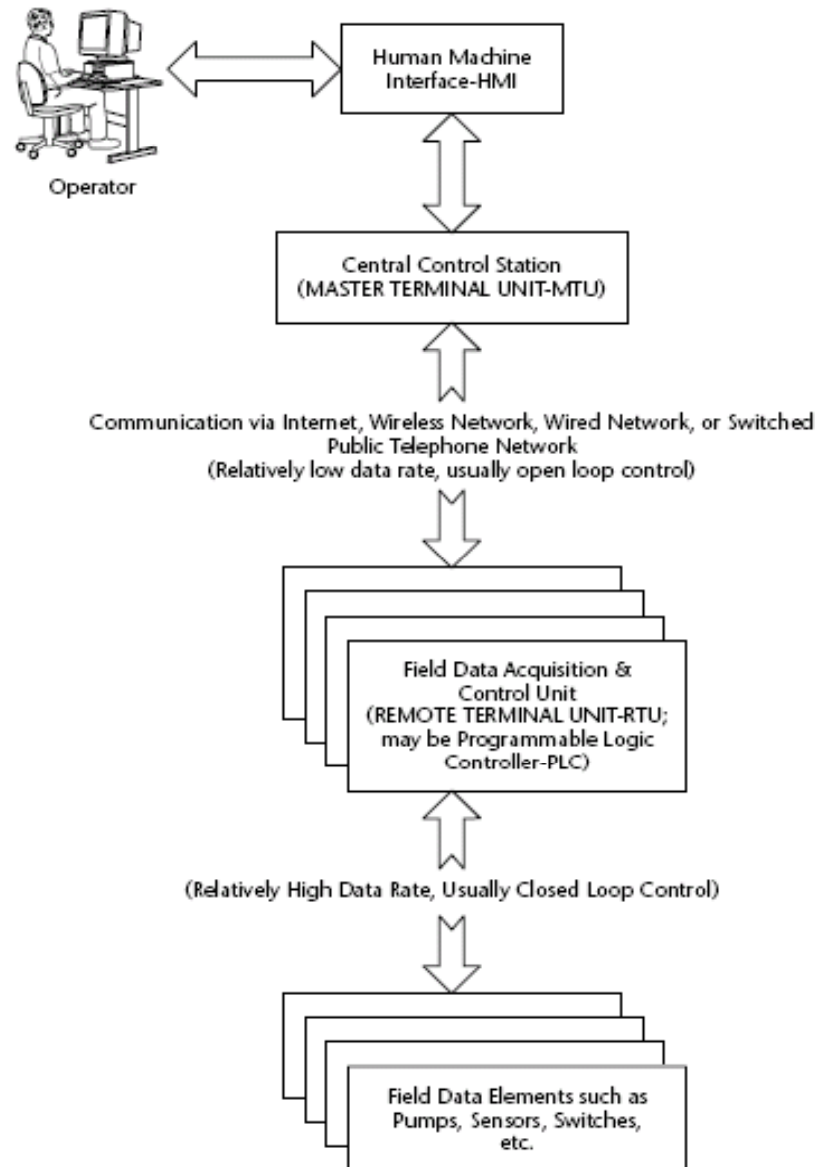 Human Machine
Interface-HMI
Operator
Central Control Station
(MASTER TERMINAL UNIT-MTU)
Communication via Internet, Wireless Network, Wired Network, or Switched
Public Telephone Network
(Relatively low data rate, usually open loop control)
Field Data Acquisition &
Control Unit
(REMOTE TERMINAL UNIT-RTU;
may be Programmable Logic
Controller-PLC)
(Relatively High Data Rate, Usually Closed Loop Control)
Field Data Elements such as
Pumps, Sensors, Switches,
etc.